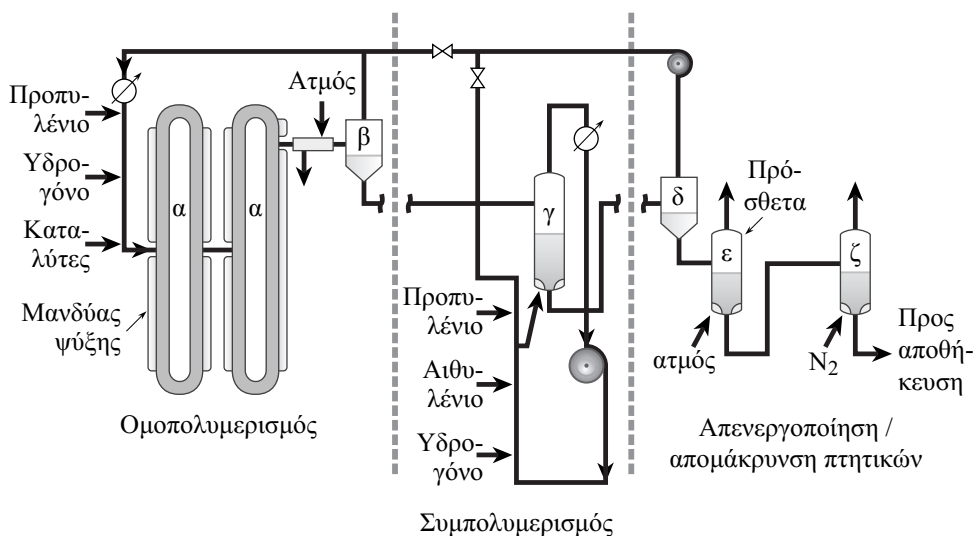 Ατμός
Προπυ-
λένιο
Υδρο-
γόνο
Κατα-
λύτες
Μανδύας
ψύξης
α
α
β
Ομοπολυμερισμός
γ
Προπυ-
λένιο
Αιθυ-
λένιο
Υδρο-
γόνο
Συμπολυμερισμός
δ
Πρό-
σθετα
ε
ζ
ατμός
N2
Προς
αποθή-
κευση
Απενεργοποίηση /
απομάκρυνση πτητικών